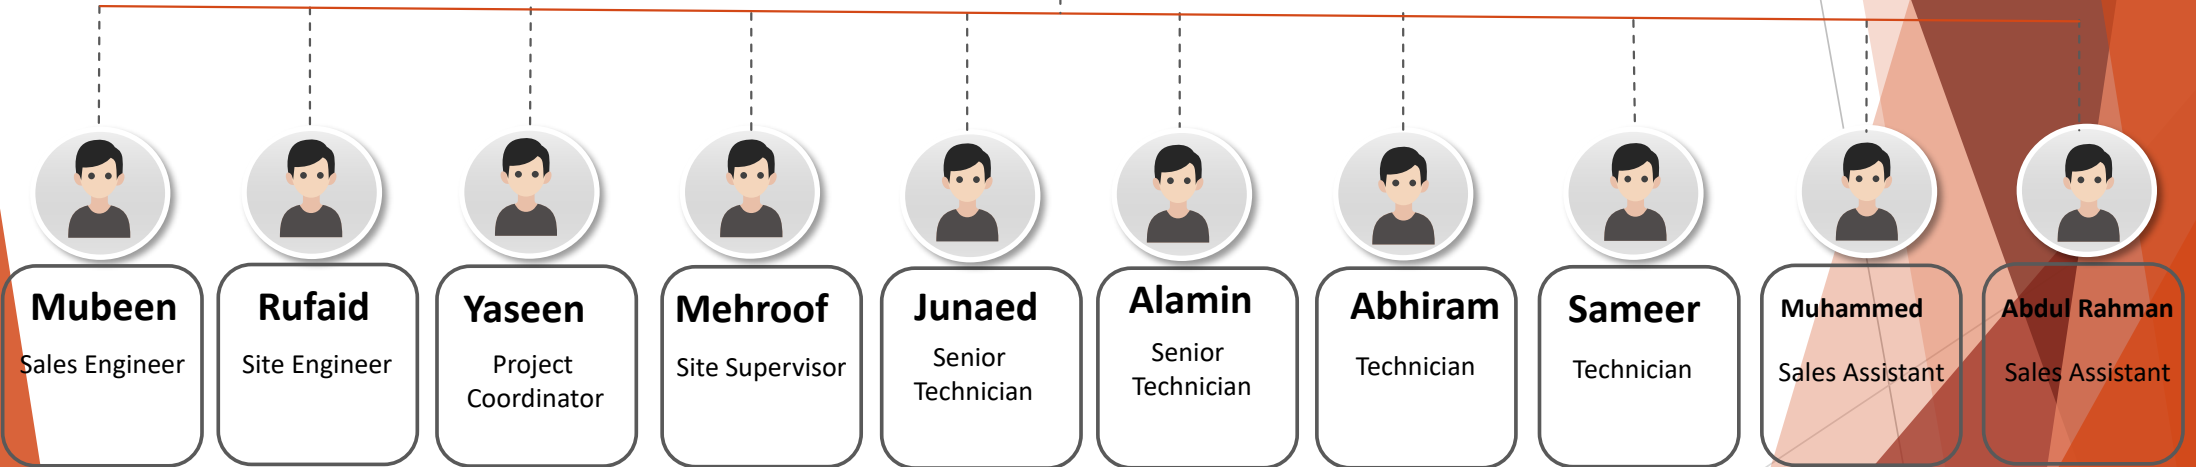 Mubeen
Sales Engineer
Rufaid
Site Engineer
Yaseen
Project
Coordinator
Mehroof
Site Supervisor
Junaed
Senior
Technician
Alamin
Senior
Technician
Abhiram
Technician
Sameer
Technician
Muhammed
Sales Assistant
Abdul Rahman
Sales Assistant